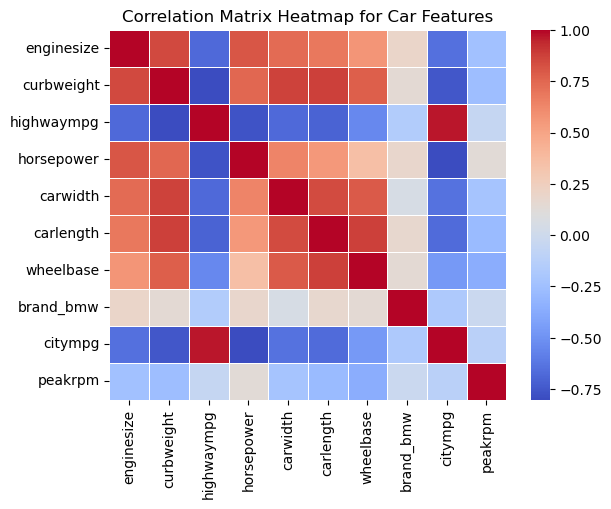 Correlation Matrix Heatmap for Car Features
enginesize
curbweight
highwaympg
horsepower
carwidth
carlength
wheelbase
brand_bmw
citympg
peakrpm
enginesize
curbweight
highwaympg
horsepower
carwidth
carlength
wheelbase
brand_bmw
citympg
peakrpm
1.00
0.75
0.50
0.25
0.00
−0.25
−0.50
−0.75